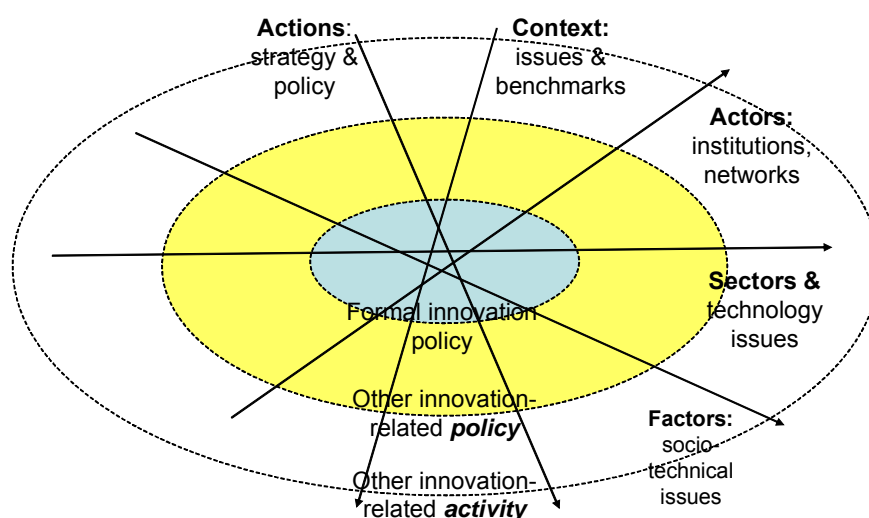 Actions:
strategy &
policy
Context:
issues &
benchmarks
Actors:
institutions,
networks
Sectors &
technology
issues
Formal innovation
policy
Other innovation-
related policy
Factors:
socio-
technical
issues
Other innovation-
related activity